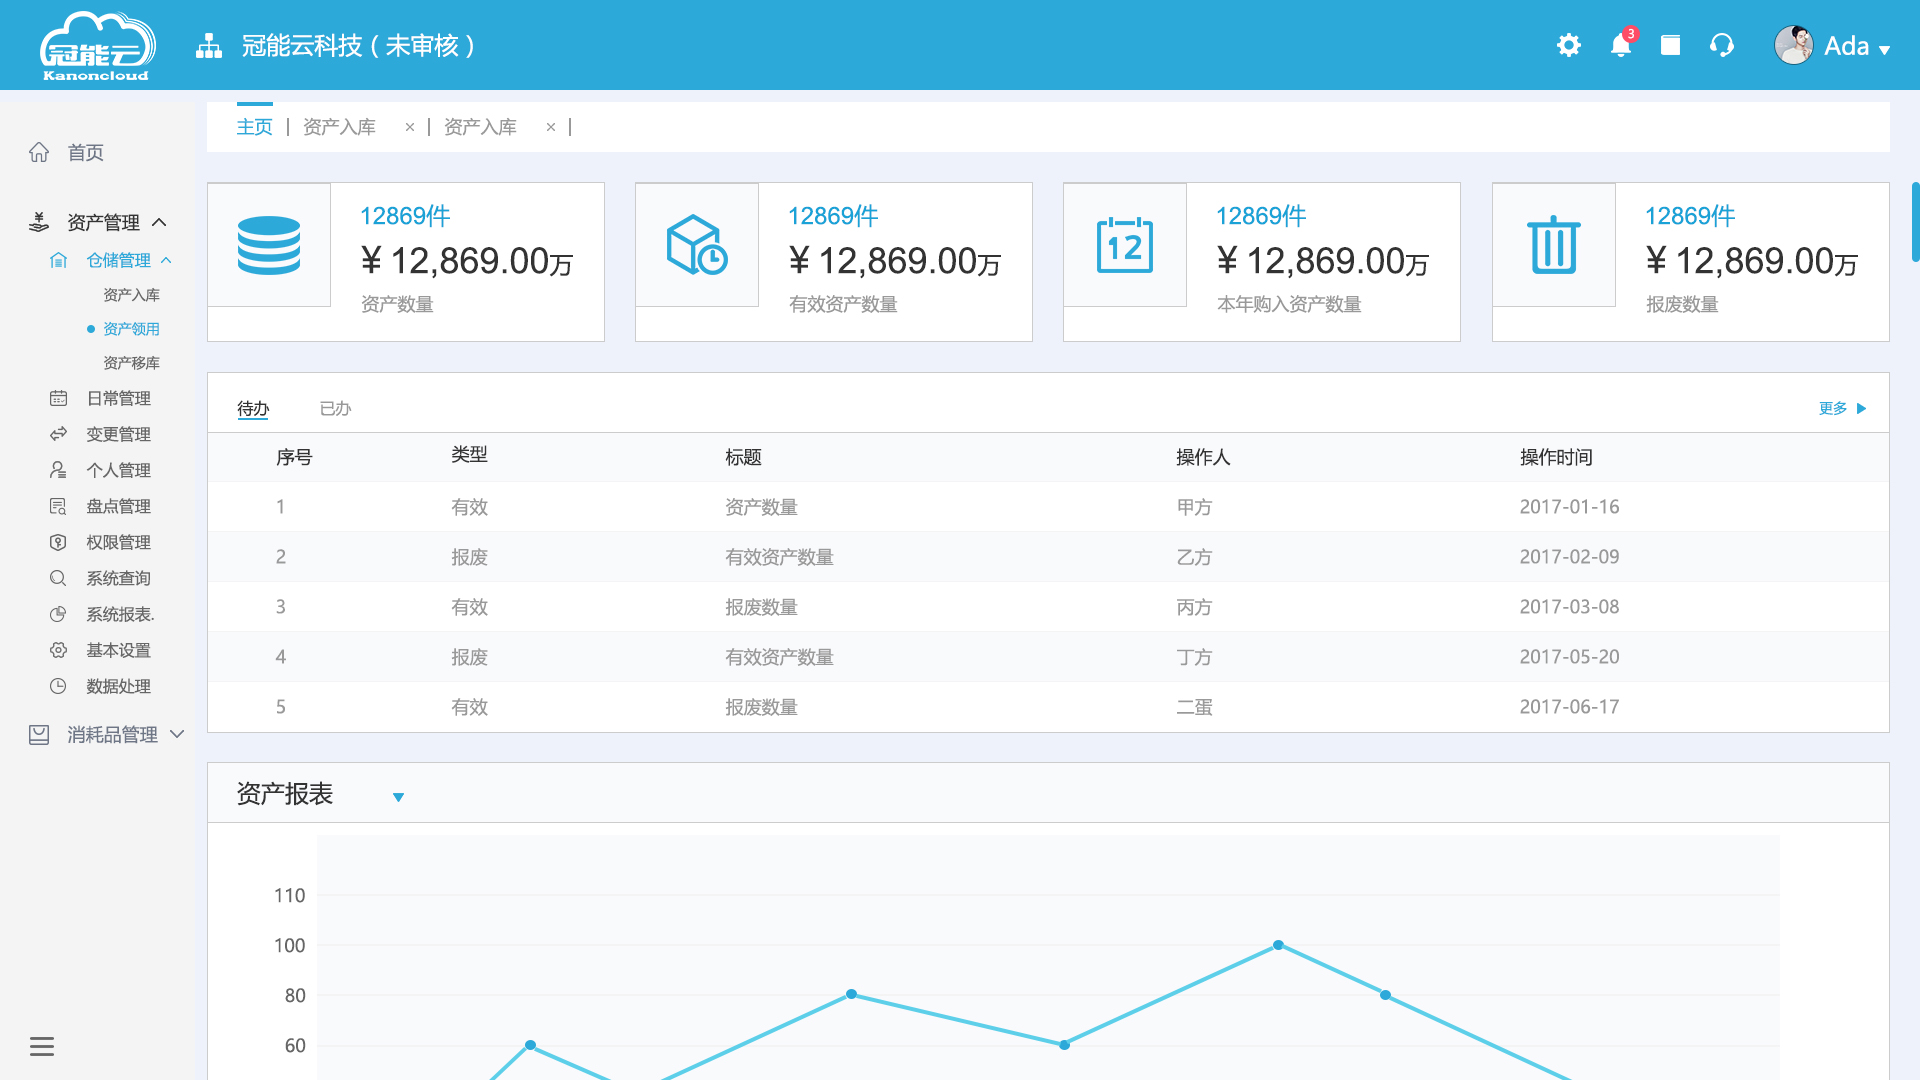 冠能云
Kanoncloud
冠能云科技（未审核）
3
Ada
首页
资产管理
仓储管理
资产入库
资产领用
资产移库
日常管理
变更管理
个人管理
盘点管理
权限管理
系统查询
系统报表.
基本设置
数据处理
消耗品管理
主页 | 资产入库 × | 资产入库 × |
12869件
¥ 12,869.00万
资产数量
12869件
¥ 12,869.00万
有效资产数量
12
12869件
¥ 12,869.00万
本年购入资产数量
12869件
¥ 12,869.00万
报废数量
待办 已办 更多
序号 类型 标题 操作人 操作时间
1 有效 资产数量 甲方 2017-01-16
2 报废 有效资产数量 乙方 2017-02-09
3 有效 报废数量 丙方 2017-03-08
4 报废 有效资产数量 丁方 2017-05-20
5 有效 报废数量 二蛋 2017-06-17
资产报表
110
100
80
60